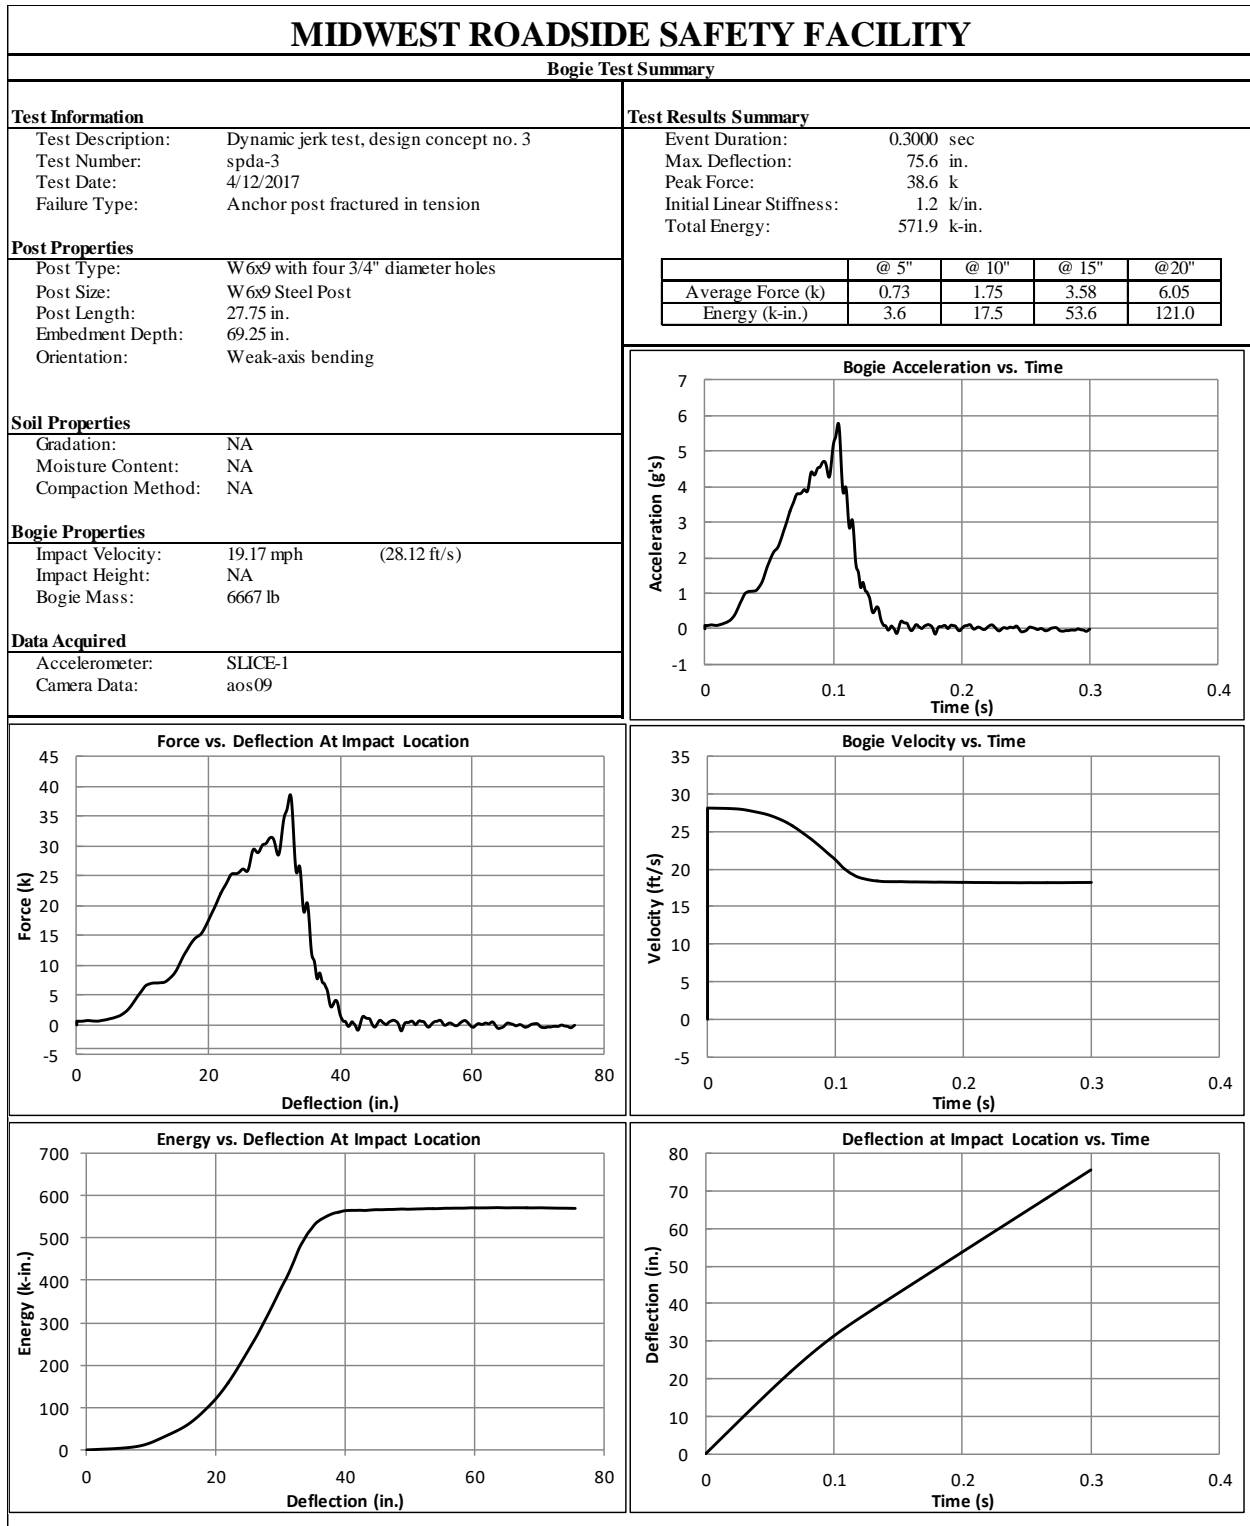 MIDWEST ROADSIDE SAFETY FACILITY
Bogie Test Summary
Test Information
Test Description: Dynamic jerk test, design concept no. 3
Test Number: spda-3
Test Date: 4/12/2017
Failure Type: Anchor post fractured in tension
Post Properties
Post Type: W6x9 with four 3/4" diameter holes
Post Size: W6x9 Steel Post
Post Length: 27.75 in.
Embedment Depth: 69.25 in.
Orientation: Weak-axis bending
Soil Properties
Gradation: NA
Moisture Content: NA
Compaction Method: NA
Bogie Properties
Impact Velocity: 19.17 mph (28.12 ft/s)
Impact Height: NA
Bogie Mass: 6667 lb
Data Acquired
Accelerometer: SLICE-1
Camera Data: aos09
Test Results Summary
Event Duration: 0.3000 sec
Max. Deflection: 75.6 in.
Peak Force: 38.6 k
Initial Linear Stiffness: 1.2 k/in.
Total Energy: 571.9 k-in.
@ 5" @ 10" @ 15" @20"
Average Force (k) 0.73 1.75 3.58 6.05
Energy (k-in.) 3.6 17.5 53.6 121.0
Bogie Acceleration vs. Time
7
6
5
4
3
2
1
0
-1
Acceleration (g's)
0 0.1 0.2 0.3 0.4
Time (s)
Force vs. Deflection At Impact Location
45
40
35
30
25
20
15
10
5
0
-5
Force (k)
0 20 40 60 80
Deflection (in.)
Bogie Velocity vs. Time
35
30
25
20
15
10
5
0
-5
Velocity (ft/s)
0 0.1 0.2 0.3 0.4
Time (s)
Energy vs. Deflection At Impact Location
700
600
500
400
300
200
100
0
Energy (k-in.)
0 20 40 60 80
Deflection (in.)
Deflection at Impact Location vs. Time
80
70
60
50
40
30
20
10
0
Deflection (in.)
0 0.1 0.2 0.3 0.4
Time (s)